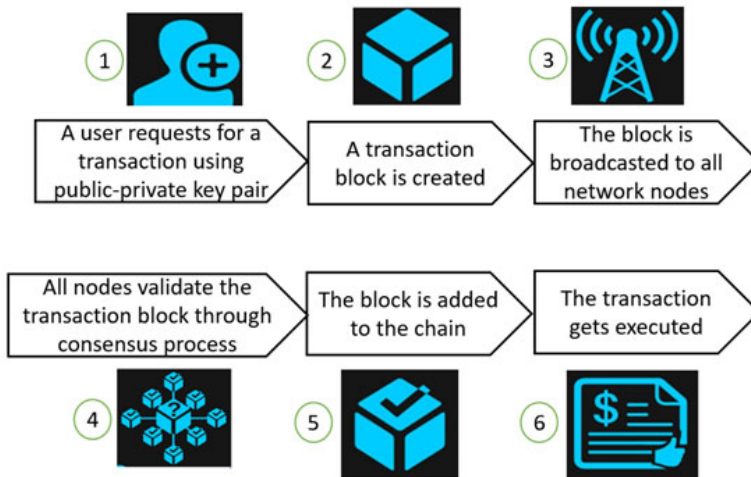 1
2
3
A user requests for a
transaction using
public-private key pair
A transaction
block is created
The block is
broadcasted to all
network nodes
All nodes validate the
transaction block through
consensus process
The block is added
to the chain
The transaction
gets executed
4
?
5
6
$